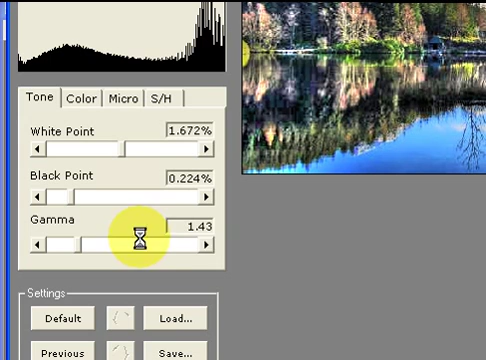 Tone Color Micro S/H
White Point 1.672%
Black Point 0.224%
Gamma 1.43
Settings
Default Load...
Previous Save...